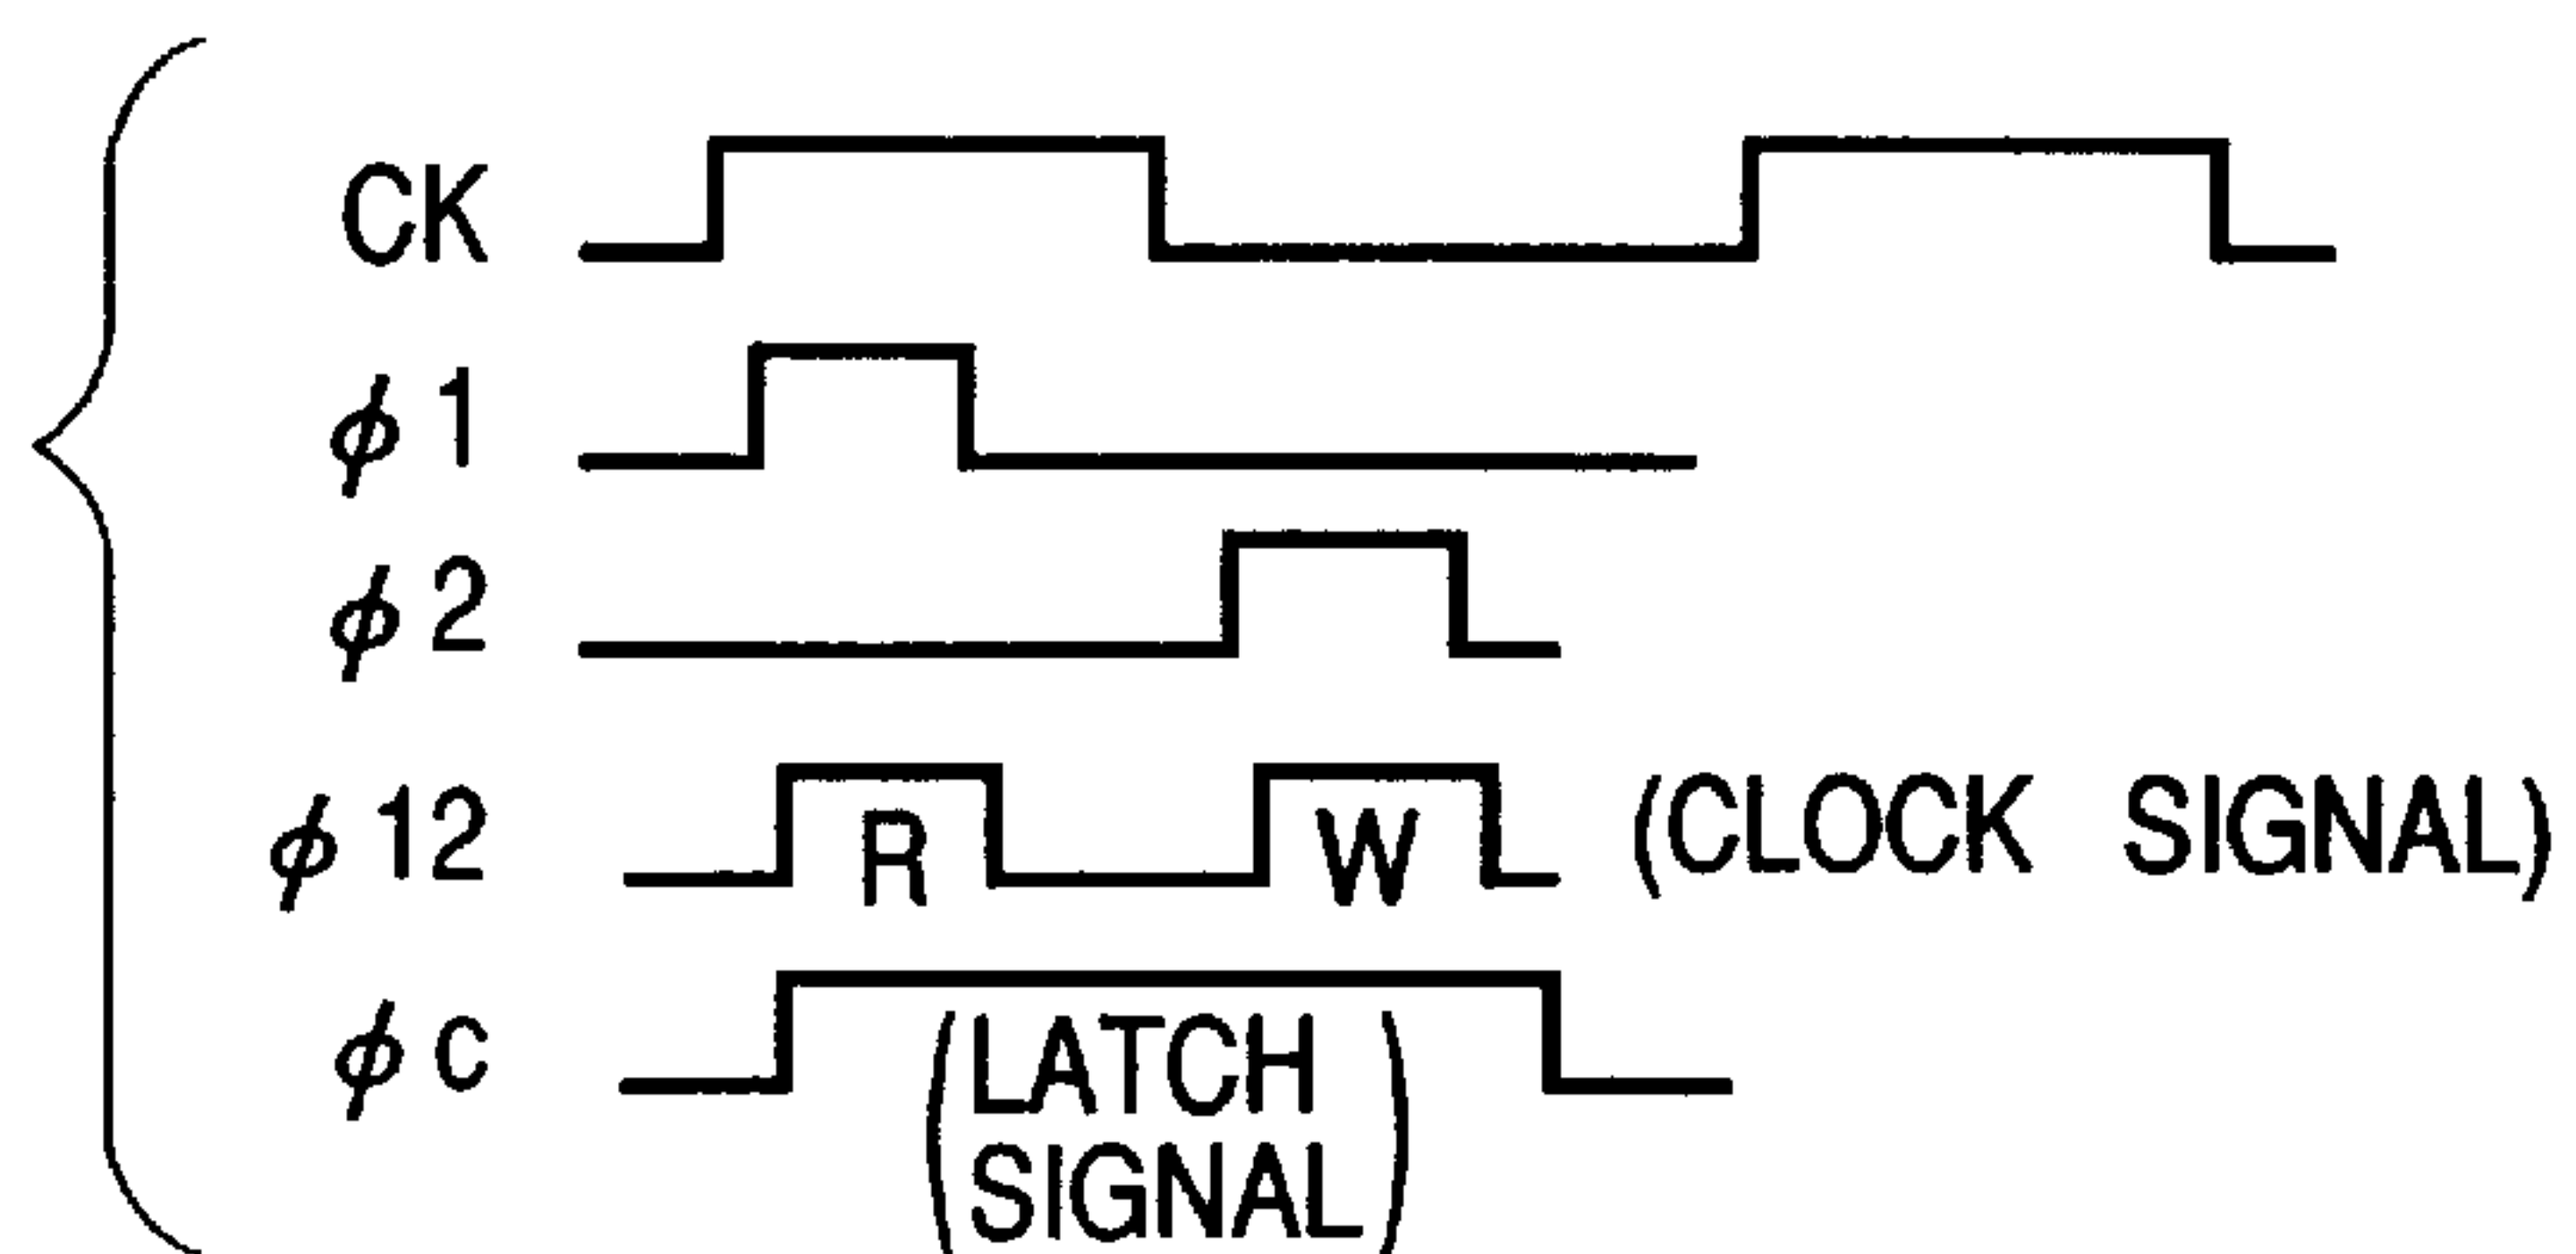 CK
ϕ1
ϕ2
ϕ12 R W (CLOCK SIGNAL)
ϕc (LATCH
SIGNAL)